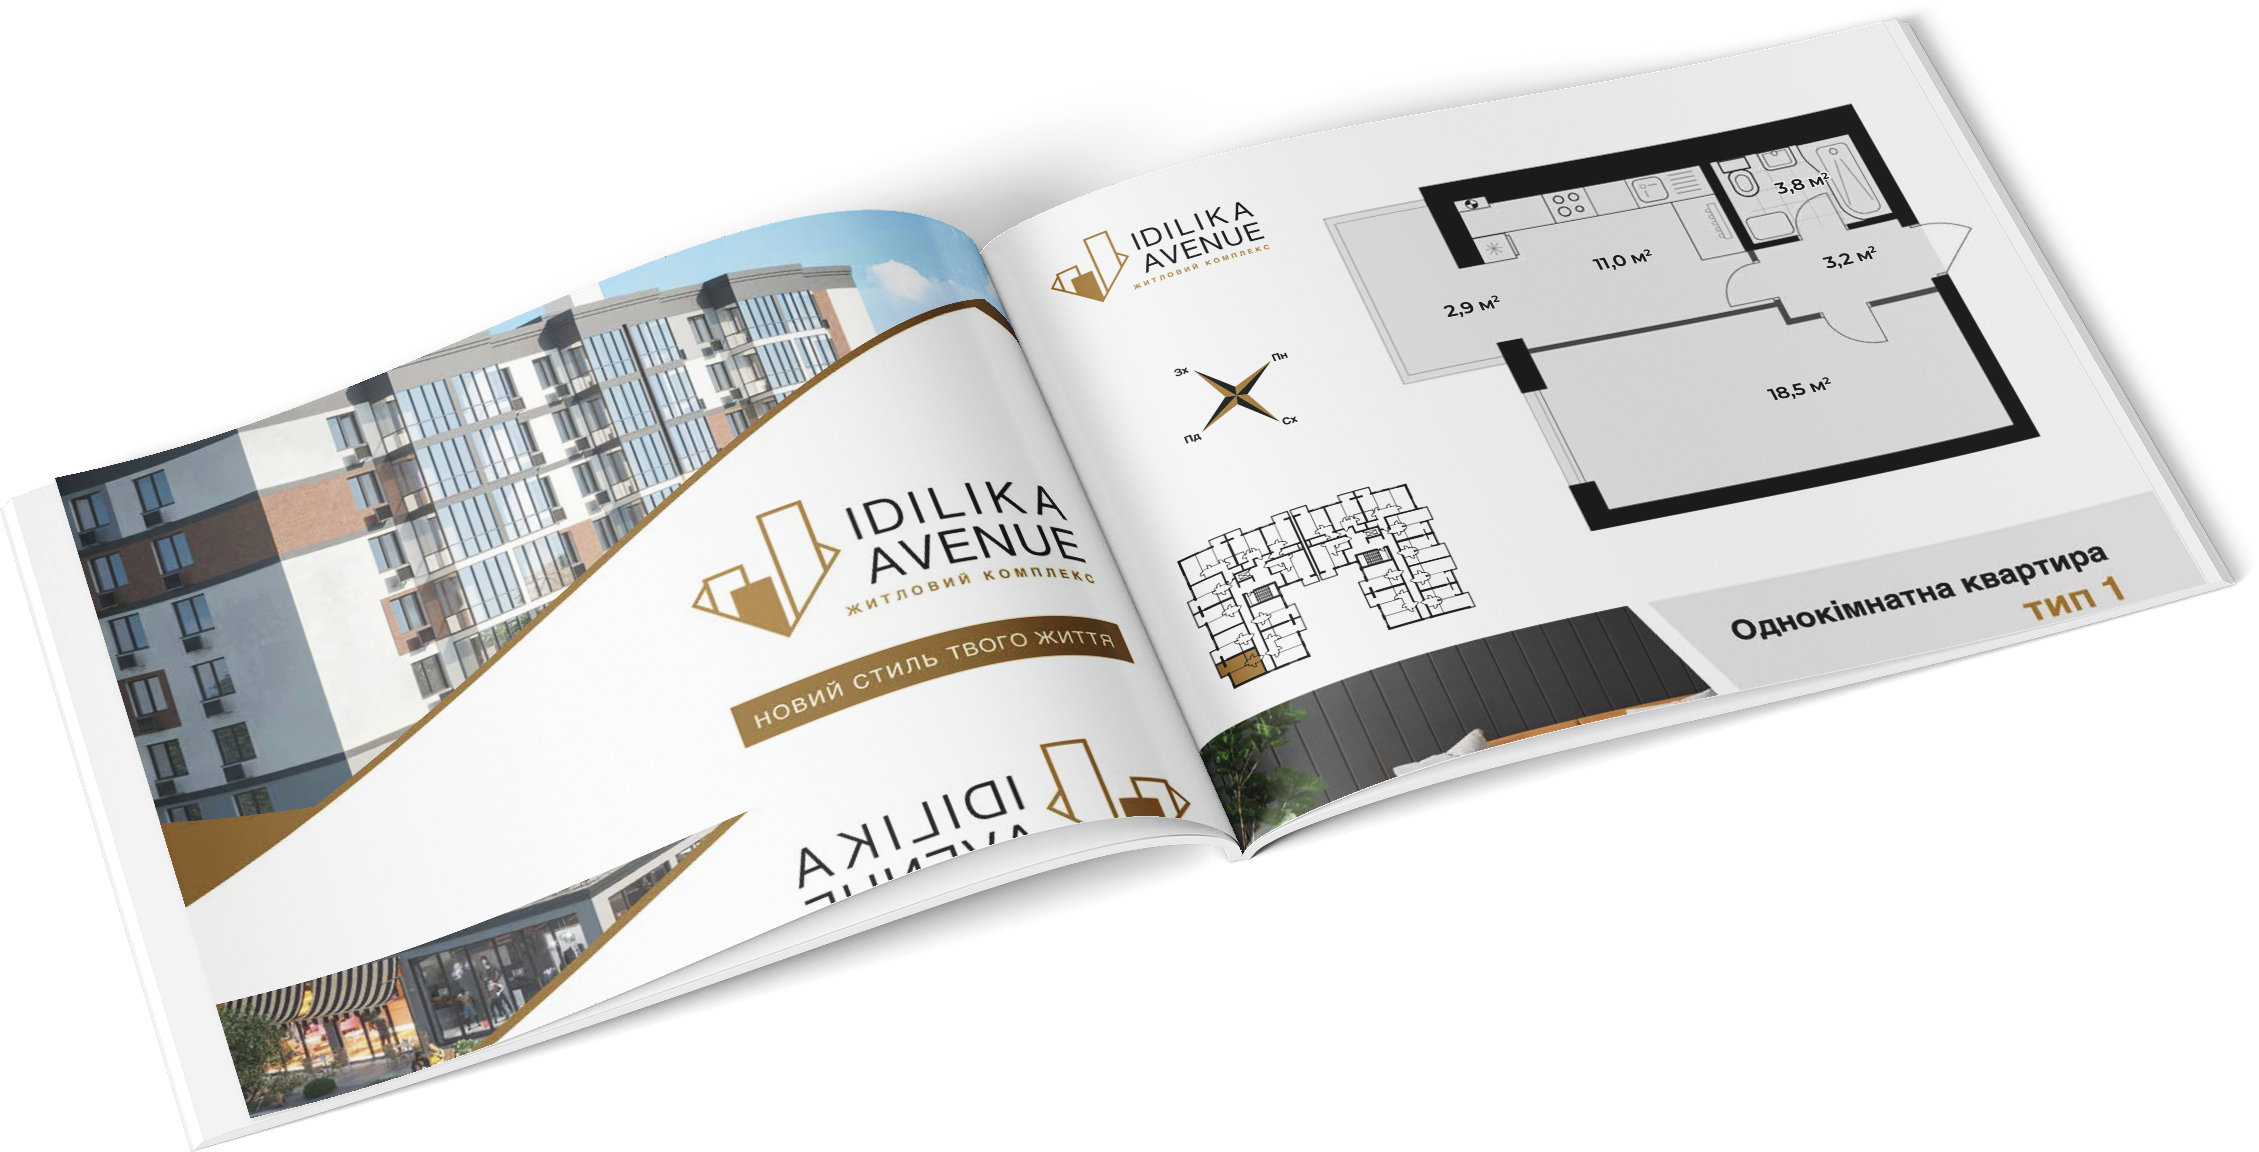 IDILIKA
AVENUE
ЖИТЛОВИЙ КОМПЛЕКС
НОВИЙ СТИЛЬ ТВОГО ЖИТТЯ
IDILIKA
AVENUE
IDILIKA
AVENUE
ЖИТЛОВИЙ КОМПЛЕКС
Зх
Пн
Пд
Сх
3,8 м²
11,0 м²
3,2 м²
2,9 м²
18,5 м²
Однокімнатна квартира
тип 1